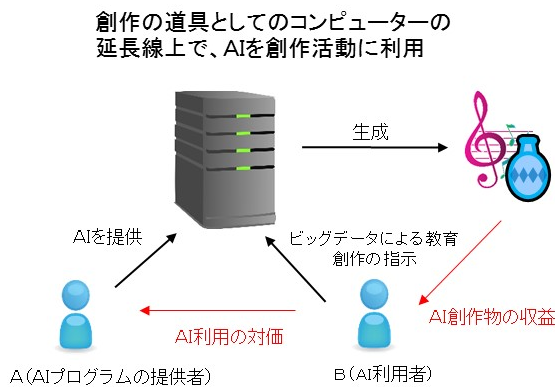 創作の道具としてのコンピューターの
延長線上で、AIを創作活動に利用
生成
AIを提供
ビッグデータによる教育
創作の指示
AI利用の対価
AI創作物の収益
A(AIプログラムの提供者)
B(AI利用者)